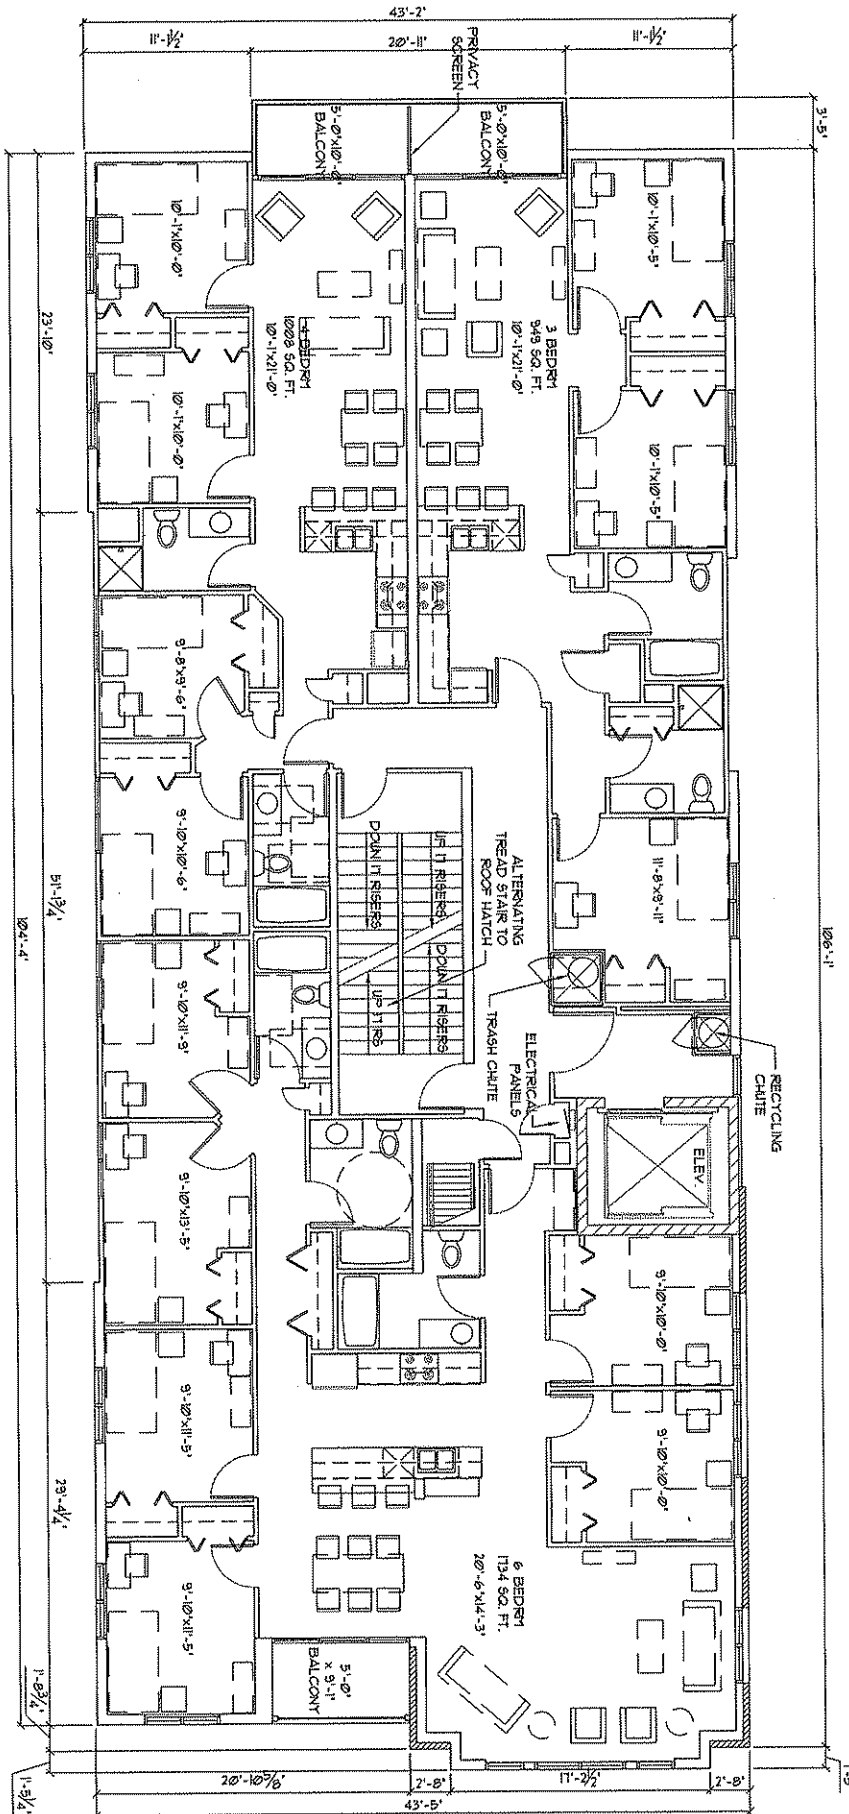 43'-2"
11'-1½"
20'-11"
11'-1½"
3'-5"
PRIVACY
SCREEN
5'-0"x10'-0"
BALCONY
5'-0"x10'-0"
BALCONY
10'-1"x10'-0"
10'-1"x10'-5"
23'-10"
4 BEDRM
1008 SQ. FT.
10'-1"x21'-0"
3 BEDRM
949 SQ. FT.
10'-1"x21'-0"
10'-1"x10'-0"
10'-1"x10'-5"
9'-8"x9'-6"
9'-10"x10'-6"
DOWN 17 RISERS
UP 17 RISERS
UP 17 RS
DOWN 17 RISERS
ALTERNATING
TREAD STAIR TO
ROOF HATCH
TRASH CHUTE
11'-8"x9'-11"
51'-1¾"
104'-4"
106'-1"
ELECTRICAL
PANELS
RECYCLING
CHUTE
ELEV.
9'-10"x11'-9"
9'-10"x13'-5"
9'-10"x10'-0"
9'-10"x10'-0"
9'-10"x11'-5"
29'-4¼"
6 BEDRM
1734 SQ. FT.
20'-6"x14'-3"
9'-10"x11'-5"
5'-0"
x 9'-1"
BALCONY
1'-8¾"
1'-5¼"
20'-10⅝"
2'-8"
17'-2½"
2'-8"
43'-5"